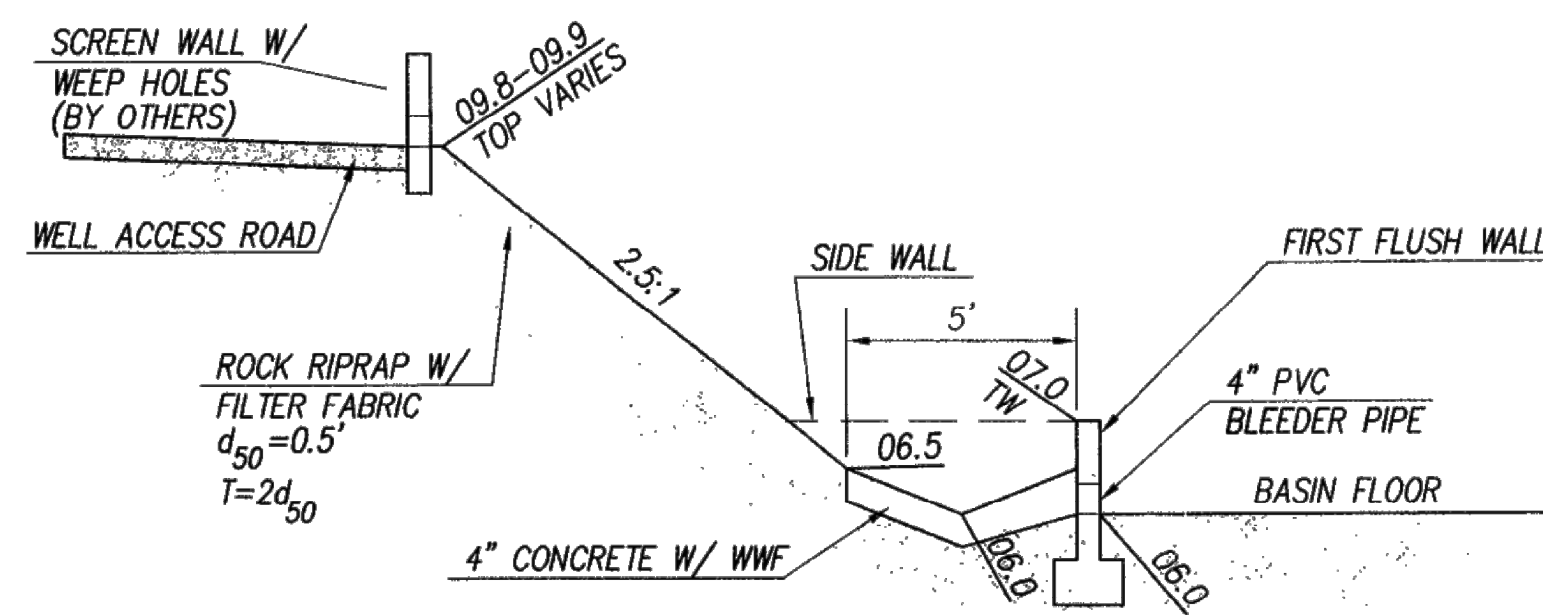 SCREEN WALL W/
WEEP HOLES
(BY OTHERS)
09.8-09.9
TOP VARIES
WELL ACCESS ROAD
2.5:1
SIDE WALL
FIRST FLUSH WALL
5'
ROCK RIPRAP W/
FILTER FABRIC
d50=0.5'
T=2d50
07.0
TW
4" PVC
BLEEDER PIPE
06.5
BASIN FLOOR
4" CONCRETE W/ WWF
06.0
06.0